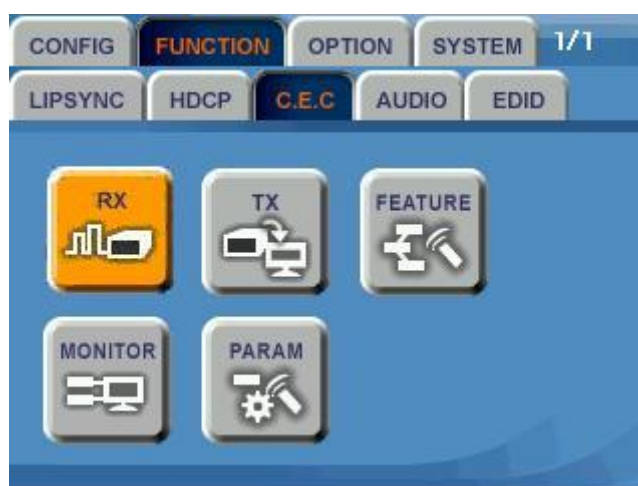 CONFIG FUNCTION OPTION SYSTEM 1/1
LIPSYNC HDCP C.E.C AUDIO EDID
RX TX FEATURE
MONITOR PARAM